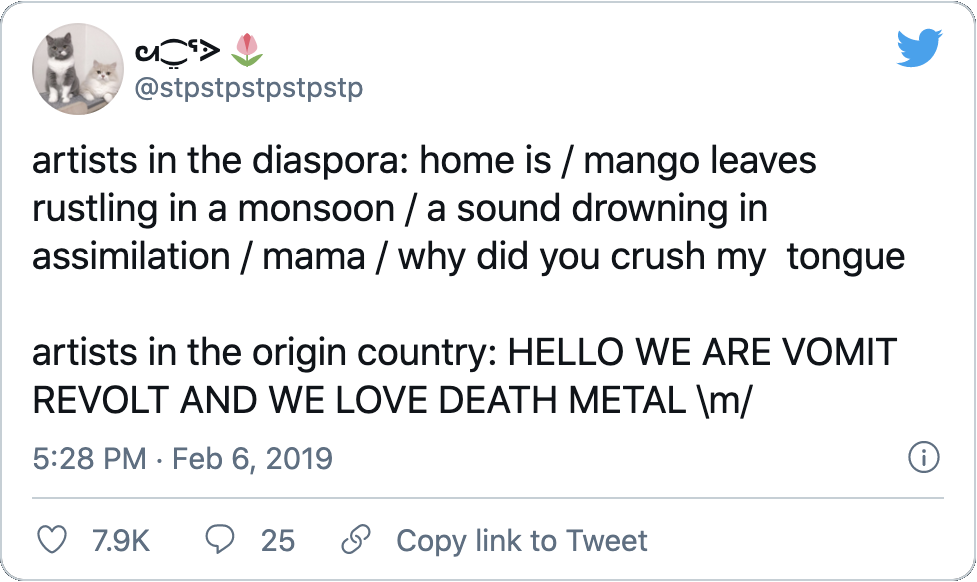 @stpstpstpstpstp
artists in the diaspora: home is / mango leaves
rustling in a monsoon / a sound drowning in
assimilation / mama / why did you crush my  tongue
artists in the origin country: HELLO WE ARE VOMIT
REVOLT AND WE LOVE DEATH METAL \m/
5:28 PM · Feb 6, 2019
7.9K 25 Copy link to Tweet